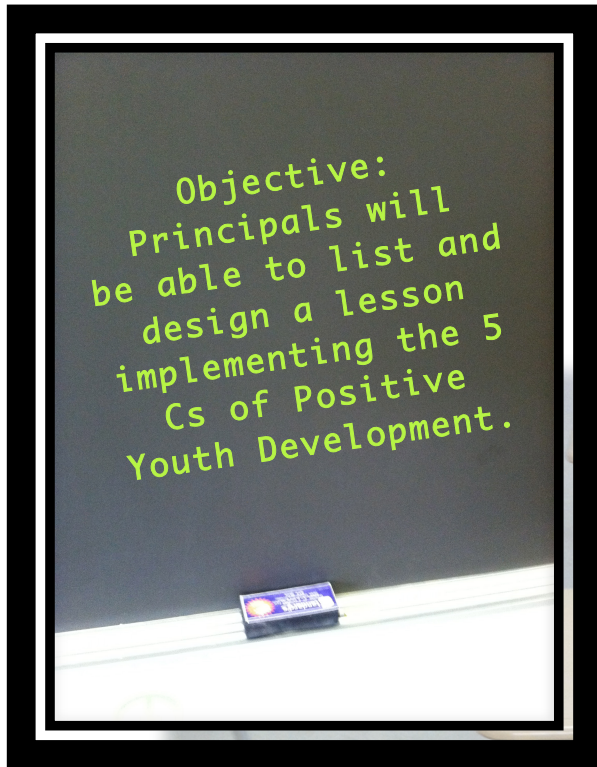 Objective:
Principals will
be able to list and
design a lesson
implementing the 5
Cs of Positive
Youth Development.